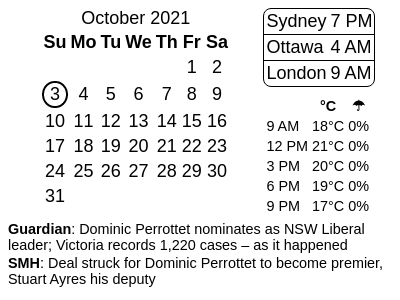 October 2021
Su Mo Tu We Th Fr Sa
1 2
3 4 5 6 7 8 9
10 11 12 13 14 15 16
17 18 19 20 21 22 23
24 25 26 27 28 29 30
31
Sydney 7 PM
Ottawa 4 AM
London 9 AM
°C ☂
9 AM 18°C 0%
12 PM 21°C 0%
3 PM 20°C 0%
6 PM 19°C 0%
9 PM 17°C 0%
Guardian: Dominic Perrottet nominates as NSW Liberal
leader; Victoria records 1,220 cases – as it happened
SMH: Deal struck for Dominic Perrottet to become premier,
Stuart Ayres his deputy